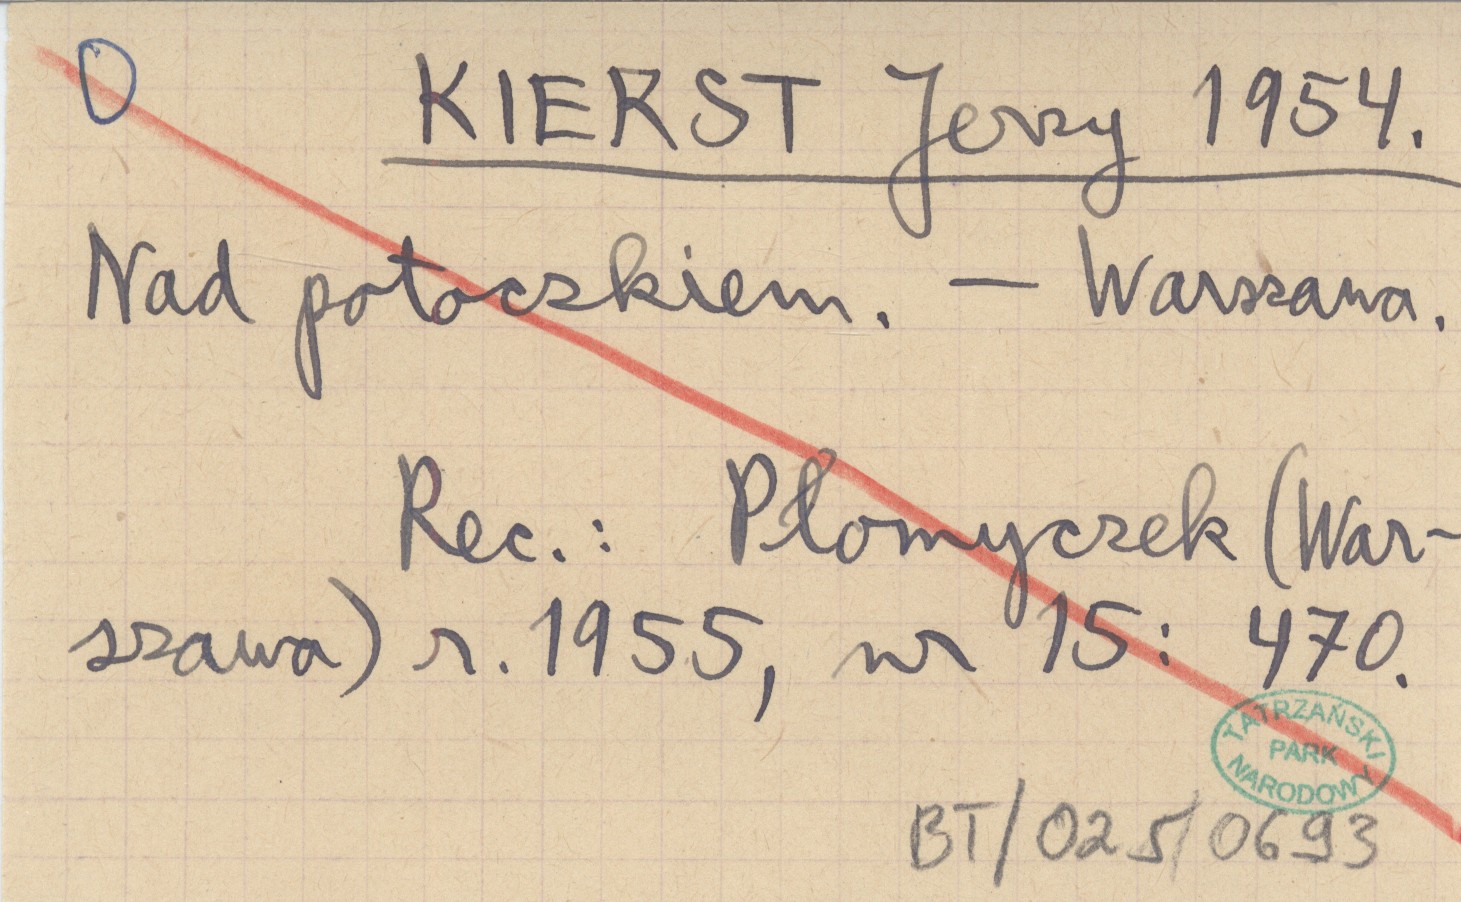 O
KIERST Jerzy 1954.
Nad potoczkiem. — Warszawa.
Rec.: Płomyczek (War-
szawa) r. 1955, nr 15: 470.
TATRZAŃSKI
PARK
NARODOWY
BT/025/0693